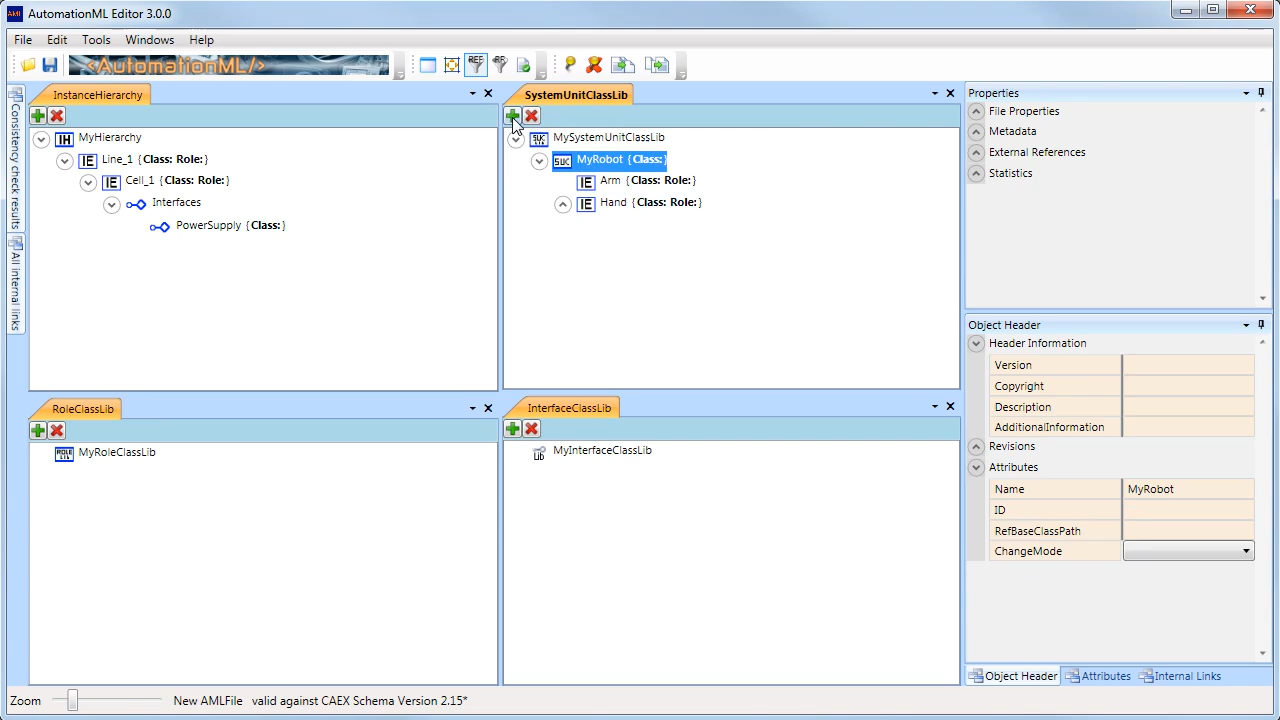 AutomationML Editor 3.0.0
File Edit Tools Windows Help
<AutomationML/>
Consistency check results
All internal links
InstanceHierarchy
MyHierarchy
Line_1 {Class: Role:}
Cell_1 {Class: Role:}
Interfaces
PowerSupply {Class:}
SystemUnitClassLib
MySystemUnitClassLib
MyRobot {Class:}
Arm {Class: Role:}
Hand {Class: Role:}
RoleClassLib
MyRoleClassLib
InterfaceClassLib
MyInterfaceClassLib
Properties
File Properties
Metadata
External References
Statistics
Object Header
Header Information
Version
Copyright
Description
AdditionalInformation
Revisions
Attributes
Name MyRobot
ID
RefBaseClassPath
ChangeMode
Object Header Attributes Internal Links
Zoom New AMLFile valid against CAEX Schema Version 2.15*